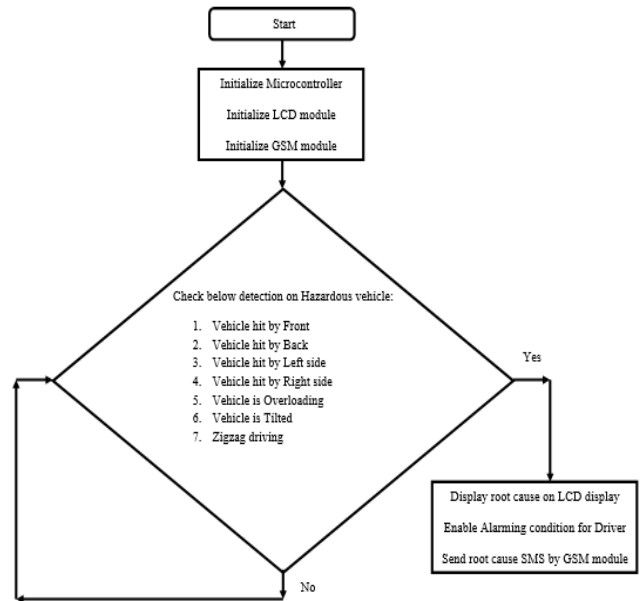 Start
Initialize Microcontroller
Initialize LCD module
Initialize GSM module
Check below detection on Hazardous vehicle:
1. Vehicle hit by Front
2. Vehicle hit by Back
3. Vehicle hit by Left side
4. Vehicle hit by Right side
5. Vehicle is Overloading
6. Vehicle is Tilted
7. Zigzag driving
Yes
Display root cause on LCD display
Enable Alarming condition for Driver
Send root cause SMS by GSM module
No